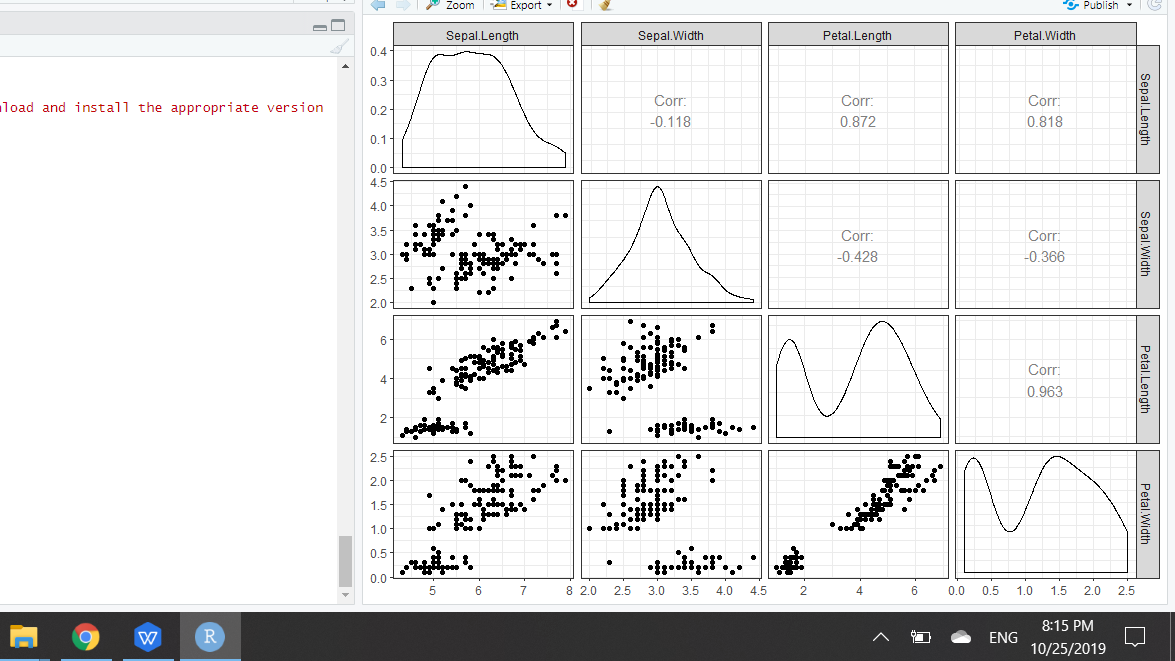 Zoom Export Publish
nload and install the appropriate version
Sepal.Length Sepal.Width Petal.Length Petal.Width
0.4
0.3
0.2
0.1
0.0
Corr:
-0.118
Corr:
0.872
Corr:
0.818
Sepal.Length
4.5
4.0
3.5
3.0
2.5
2.0
Corr:
-0.428
Corr:
-0.366
Sepal.Width
6
4
2
Corr:
0.963
Petal.Length
2.5
2.0
1.5
1.0
0.5
0.0
Petal.Width
5 6 7 8 2.0 2.5 3.0 3.5 4.0 4.5 2 4 6 0.0 0.5 1.0 1.5 2.0 2.5
W
R
ENG
8:15 PM
10/25/2019